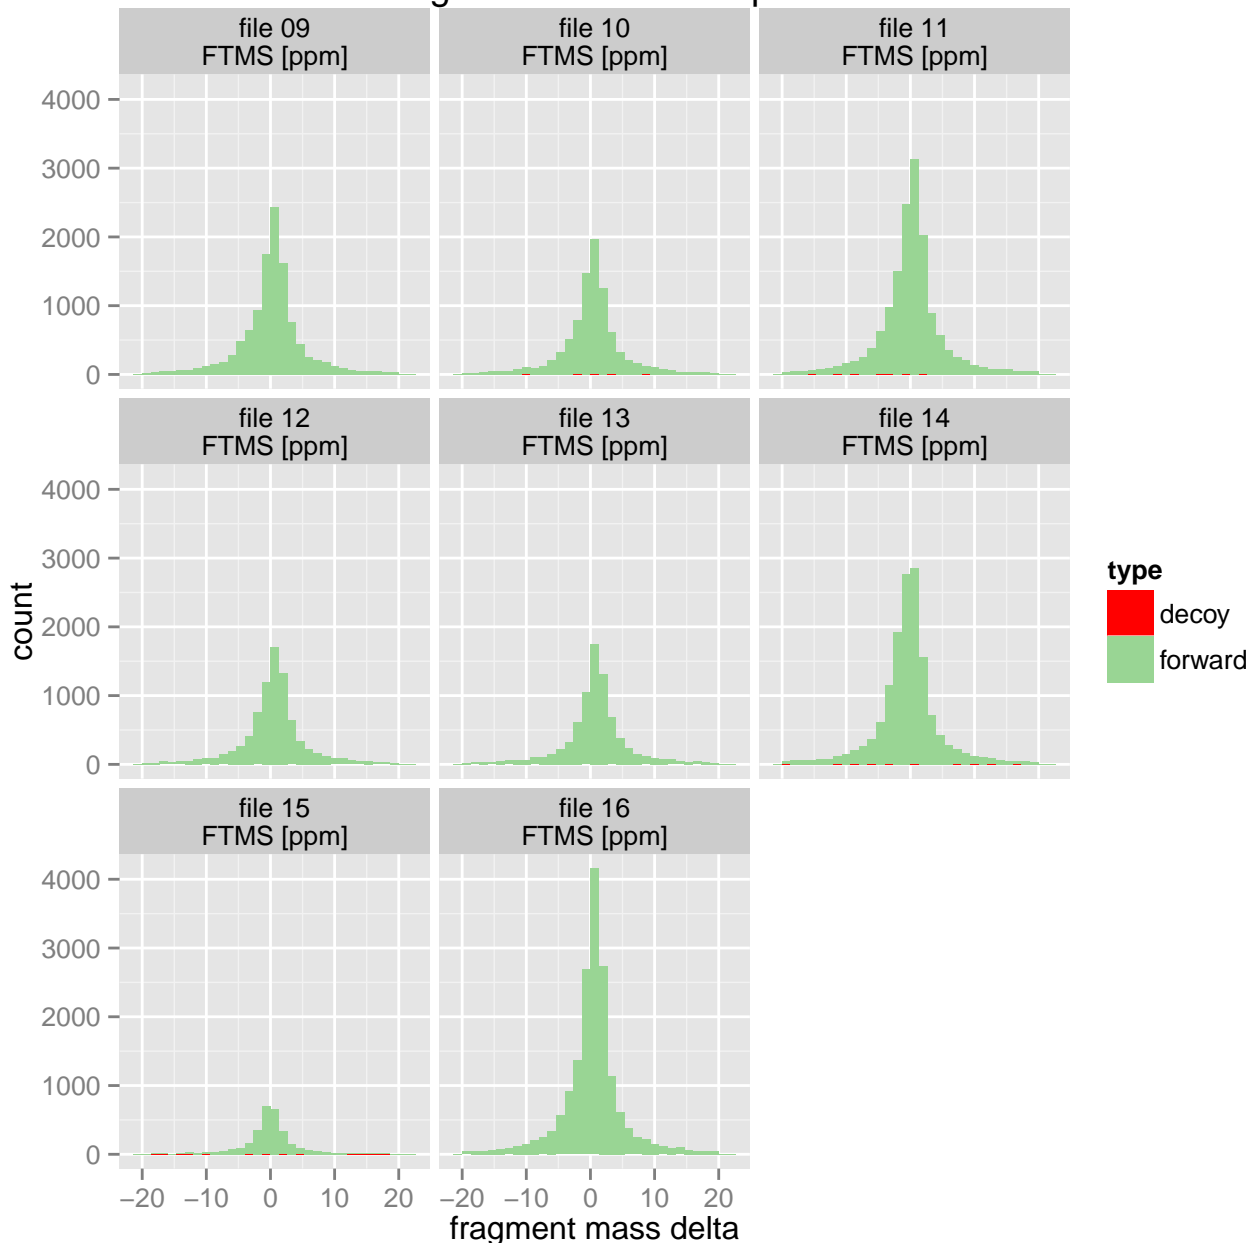 file 09
FTMS [ppm]
file 10
FTMS [ppm]
file 11
FTMS [ppm]
4000
3000
2000
1000
0
file 12
FTMS [ppm]
file 13
FTMS [ppm]
file 14
FTMS [ppm]
4000
3000
2000
1000
0
file 15
FTMS [ppm]
file 16
FTMS [ppm]
4000
3000
2000
1000
0
−20 −10 0 10 20
−20 −10 0 10 20
fragment mass delta
count
type
decoy
forward